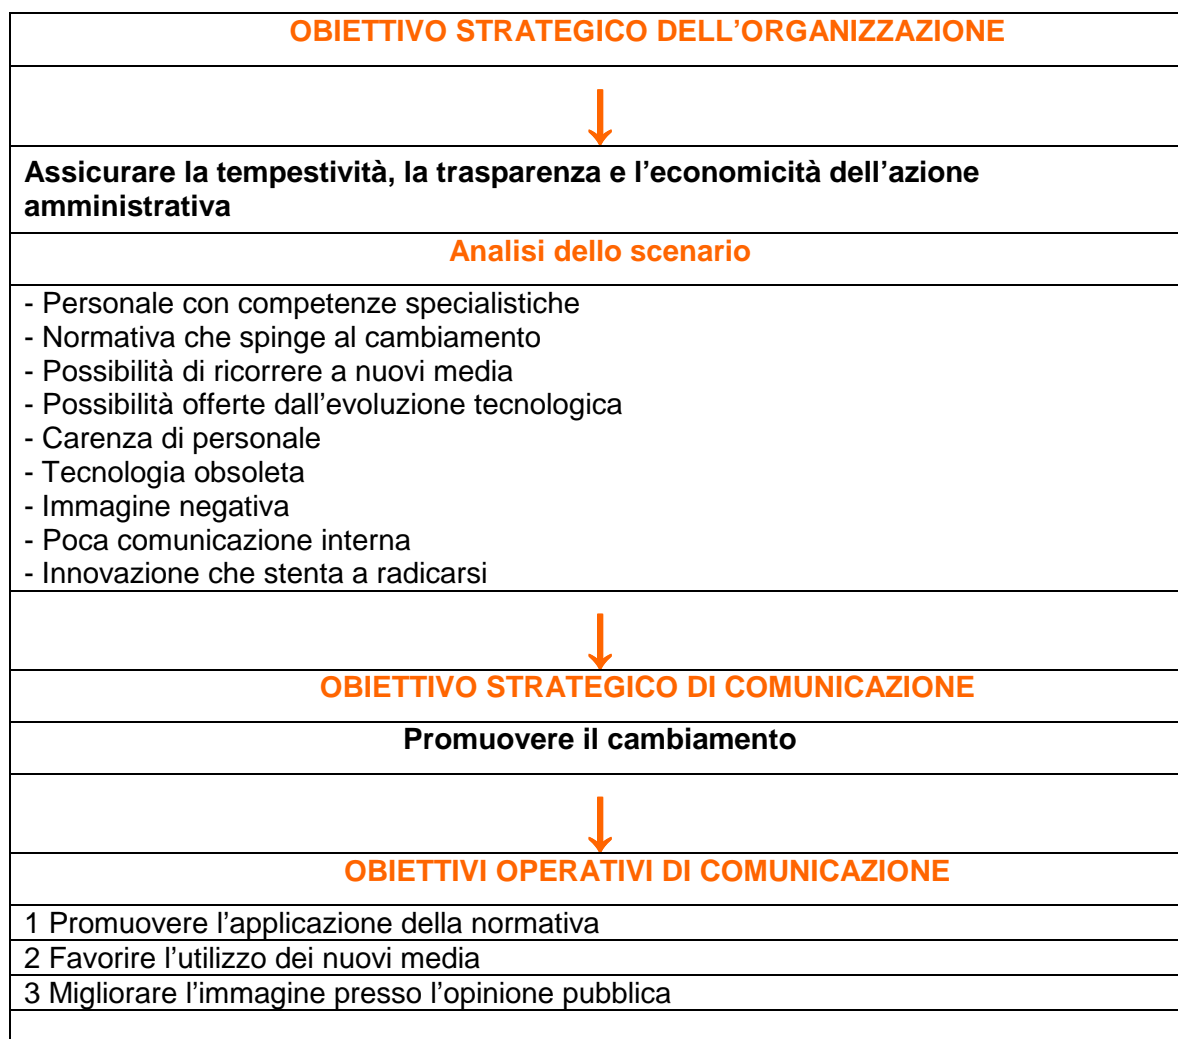 OBIETTIVO STRATEGICO DELL’ORGANIZZAZIONE
Assicurare la tempestività, la trasparenza e l’economicità dell’azione
amministrativa
Analisi dello scenario
- Personale con competenze specialistiche
- Normativa che spinge al cambiamento
- Possibilità di ricorrere a nuovi media
- Possibilità offerte dall’evoluzione tecnologica
- Carenza di personale
- Tecnologia obsoleta
- Immagine negativa
- Poca comunicazione interna
- Innovazione che stenta a radicarsi
OBIETTIVO STRATEGICO DI COMUNICAZIONE
Promuovere il cambiamento
OBIETTIVI OPERATIVI DI COMUNICAZIONE
1 Promuovere l’applicazione della normativa
2 Favorire l’utilizzo dei nuovi media
3 Migliorare l’immagine presso l’opinione pubblica